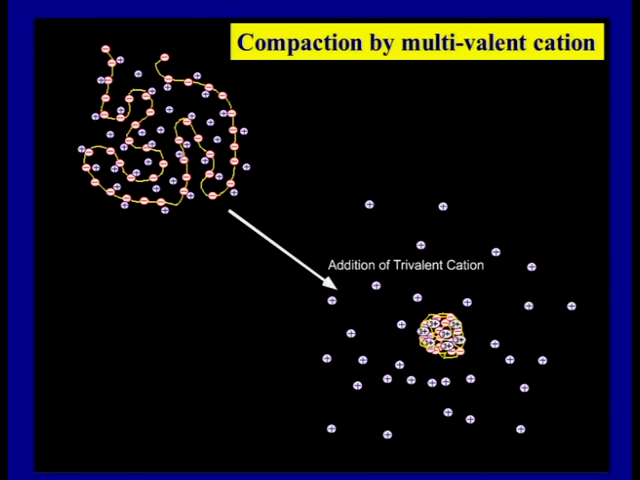 Compaction by multi-valent cation
Addition of Trivalent Cation